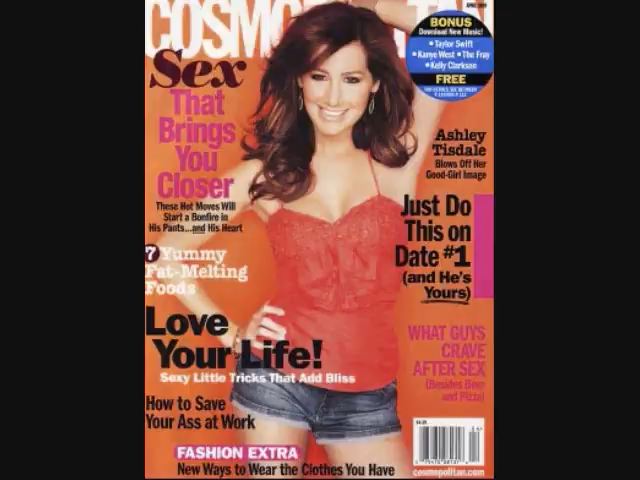 COSMOPOLITAN
APRIL 2009
BONUS
Download New Music!
• Taylor Swift
• Kanye West • The Fray
• Kelly Clarkson
FREE
Sex
That
Brings
You
Closer
These Hot Moves Will
Start a Bonfire in
His Pants...and His Heart
Ashley
Tisdale
Blows Off Her
Good-Girl Image
Just Do
This on
Date #1
(and He's
Yours)
7 Yummy
Fat-Melting
Foods
Love
Your Life!
Sexy Little Tricks That Add Bliss
WHAT GUYS
CRAVE
AFTER SEX
(Besides Beer
and Pizza)
How to Save
Your Ass at Work
FASHION EXTRA
New Ways to Wear the Clothes You Have
cosmopolitan.com